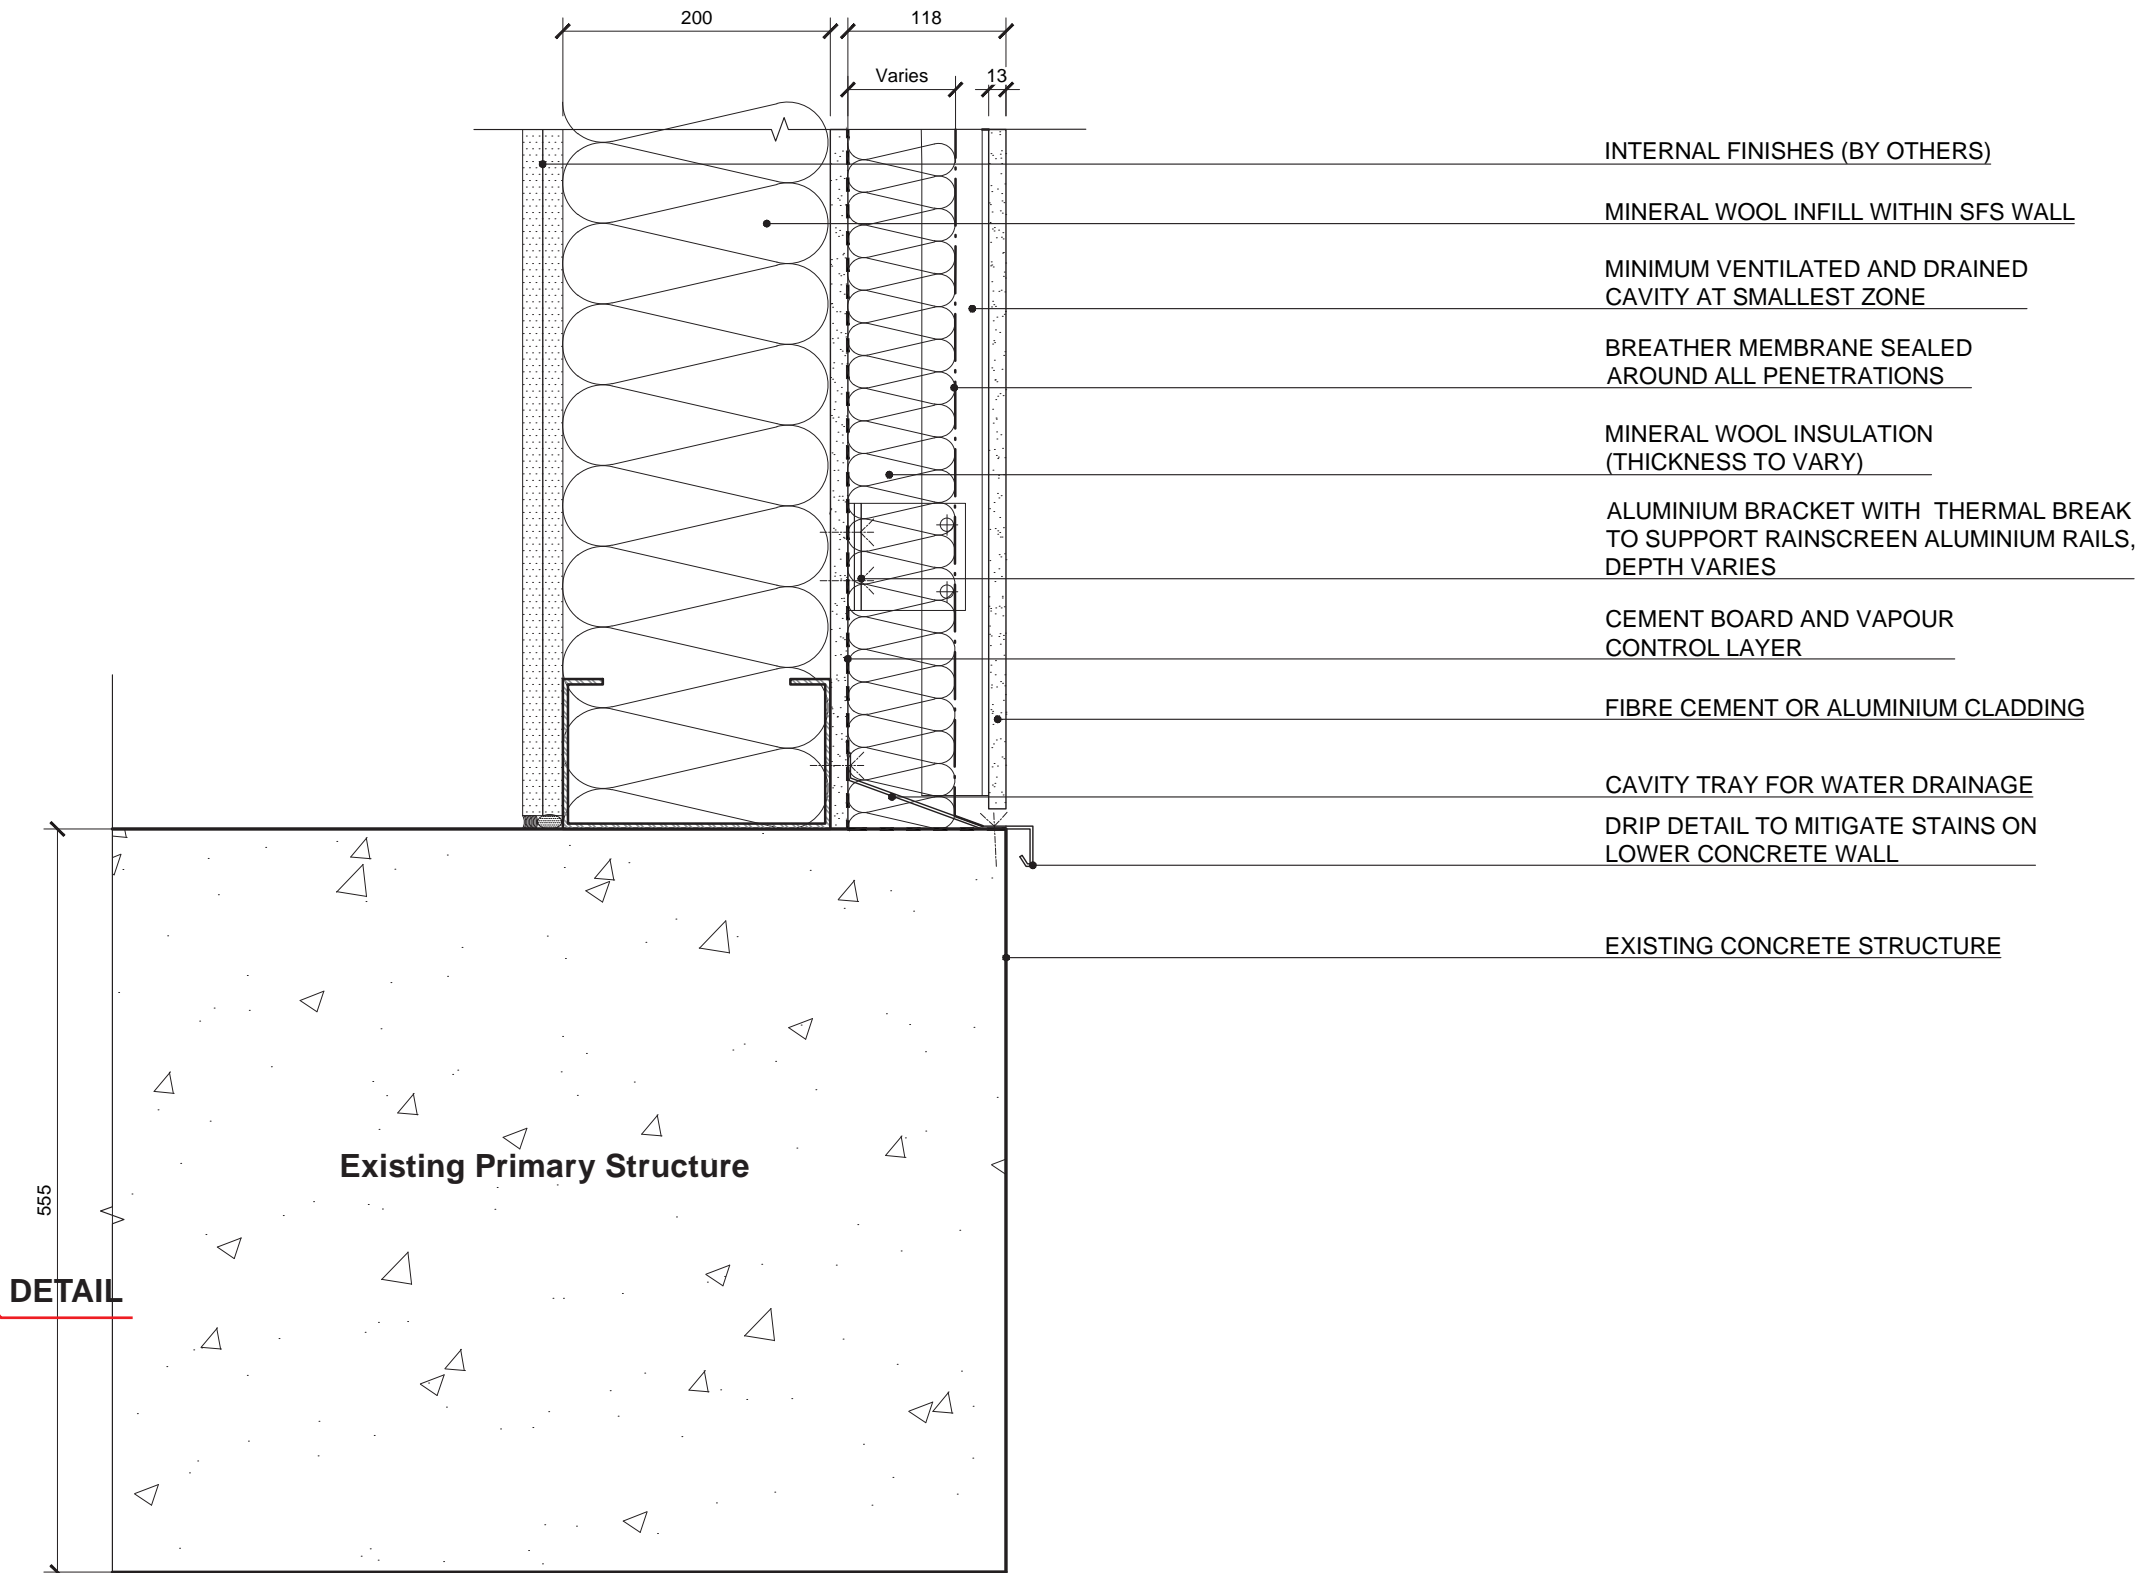 200
118
Varies
13
INTERNAL FINISHES (BY OTHERS)
MINERAL WOOL INFILL WITHIN SFS WALL
MINIMUM VENTILATED AND DRAINED
CAVITY AT SMALLEST ZONE
BREATHER MEMBRANE SEALED
AROUND ALL PENETRATIONS
MINERAL WOOL INSULATION
(THICKNESS TO VARY)
ALUMINIUM BRACKET WITH THERMAL BREAK
TO SUPPORT RAINSCREEN ALUMINIUM RAILS,
DEPTH VARIES
CEMENT BOARD AND VAPOUR
CONTROL LAYER
FIBRE CEMENT OR ALUMINIUM CLADDING
CAVITY TRAY FOR WATER DRAINAGE
DRIP DETAIL TO MITIGATE STAINS ON
LOWER CONCRETE WALL
EXISTING CONCRETE STRUCTURE
Existing Primary Structure
555
DETAIL